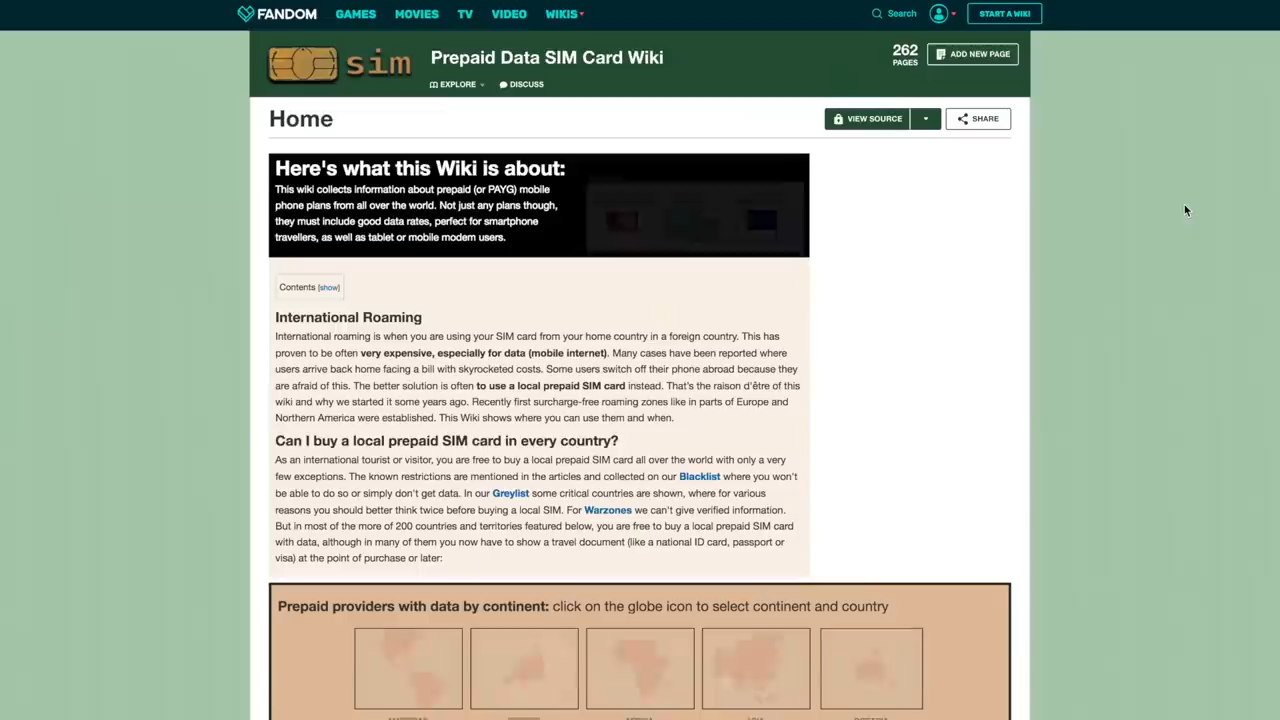 FANDOM GAMES MOVIES TV VIDEO WIKIS Search START A WIKI
sim Prepaid Data SIM Card Wiki 262 PAGES ADD NEW PAGE
EXPLORE DISCUSS
Home VIEW SOURCE SHARE
Here's what this Wiki is about:
This wiki collects information about prepaid (or PAYG) mobile
phone plans from all over the world. Not just any plans though,
they must include good data rates, perfect for smartphone
travellers, as well as tablet or mobile modem users.
Contents [show]
International Roaming
International roaming is when you are using your SIM card from your home country in a foreign country. This has
proven to be often very expensive, especially for data (mobile internet). Many cases have been reported where
users arrive back home facing a bill with skyrocketed costs. Some users switch off their phone abroad because they
are afraid of this. The better solution is often to use a local prepaid SIM card instead. That's the raison d'être of this
wiki and why we started it some years ago. Recently first surcharge-free roaming zones like in parts of Europe and
Northern America were established. This Wiki shows where you can use them and when.
Can I buy a local prepaid SIM card in every country?
As an international tourist or visitor, you are free to buy a local prepaid SIM card all over the world with only a very
few exceptions. The known restrictions are mentioned in the articles and collected on our Blacklist where you won't
be able to do so or simply don't get data. In our Greylist some critical countries are shown, where for various
reasons you should better think twice before buying a local SIM. For Warzones we can't give verified information.
But in most of the more of 200 countries and territories featured below, you are free to buy a local prepaid SIM card
with data, although in many of them you now have to show a travel document (like a national ID card, passport or
visa) at the point of purchase or later:
Prepaid providers with data by continent: click on the globe icon to select continent and country